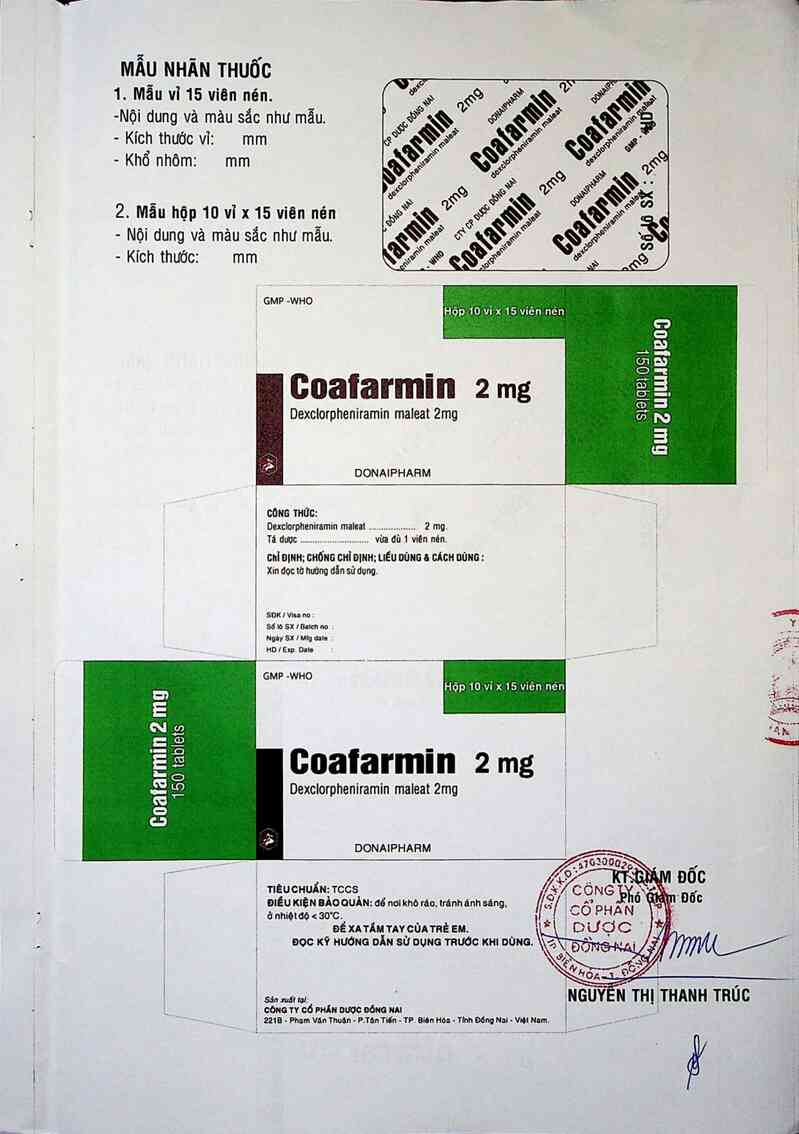 MẪU NHÃN THUỐC
1. Mẫu vỉ 15 viên nén.
-Nội dung và màu sắc như mẫu.
- Kích thước vỉ: mm
- Khổ nhôm: mm
2. Mẫu hộp 10 vỉ x 15 viên nén
- Nội dung và màu sắc như mẫu.
- Kích thước: mm
CP DƯỢC ĐỒNG NAI
2mg
DONAIPHARM
Coafarmin
dexclorpheniramin maleat
GMP - WHO
CTY CP DƯỢC ĐỒNG NAI
2mg
DONAIPHARM
Coafarmin
dexclorpheniramin maleat
Số lô SX :
GMP -WHO
Hộp 10 vỉ x 15 viên nén
Coafarmin 2 mg
Dexclorpheniramin maleat 2mg
DONAIPHARM
Coafarmin 2 mg
150 tablets
CÔNG THỨC:
Dexclorpheniramin maleat .................... 2 mg.
Tá dược ............................. vừa đủ 1 viên nén.
CHỈ ĐỊNH; CHỐNG CHỈ ĐỊNH; LIỀU DÙNG & CÁCH DÙNG :
Xin đọc tờ hướng dẫn sử dụng.
SĐK / Visa no :
Số lô SX / Batch no :
Ngày SX / Mfg date :
HD / Exp. Date :
GMP -WHO
Hộp 10 vỉ x 15 viên nén
Coafarmin 2 mg
Dexclorpheniramin maleat 2mg
DONAIPHARM
Coafarmin 2 mg
150 tablets
TIÊU CHUẨN: TCCS
ĐIỀU KIỆN BẢO QUẢN: để nơi khô ráo, tránh ánh sáng,
ở nhiệt độ < 30°C.
ĐỂ XA TẦM TAY CỦA TRẺ EM.
ĐỌC KỸ HƯỚNG DẪN SỬ DỤNG TRƯỚC KHI DÙNG.
Sản xuất tại:
CÔNG TY CỔ PHẦN DƯỢC ĐỒNG NAI
221B - Phạm Văn Thuận - P.Tân Tiến - TP. Biên Hòa - Tỉnh Đồng Nai - Việt Nam.
KT.GIÁM ĐỐC
Phó Giám Đốc
CÔNG TY
CỔ PHẦN
DƯỢC
ĐỒNG NAI
NGUYỄN THỊ THANH TRÚC